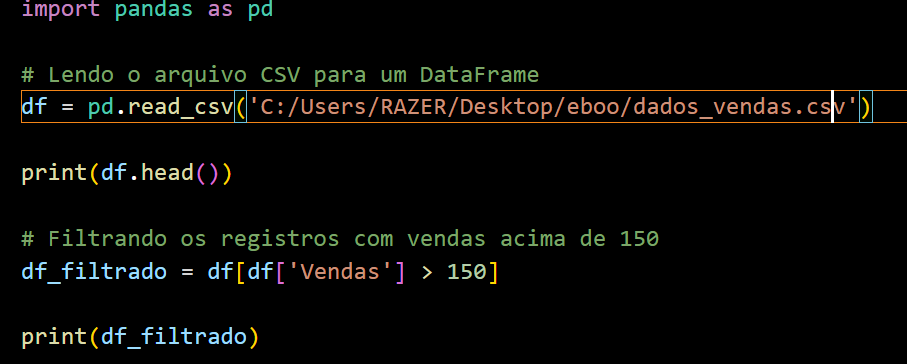 import pandas as pd
# Lendo o arquivo CSV para um DataFrame
df = pd.read_csv('C:/Users/RAZER/Desktop/eboo/dados_vendas.csv')
print(df.head())
# Filtrando os registros com vendas acima de 150
df_filtrado = df[df['Vendas'] > 150]
print(df_filtrado)